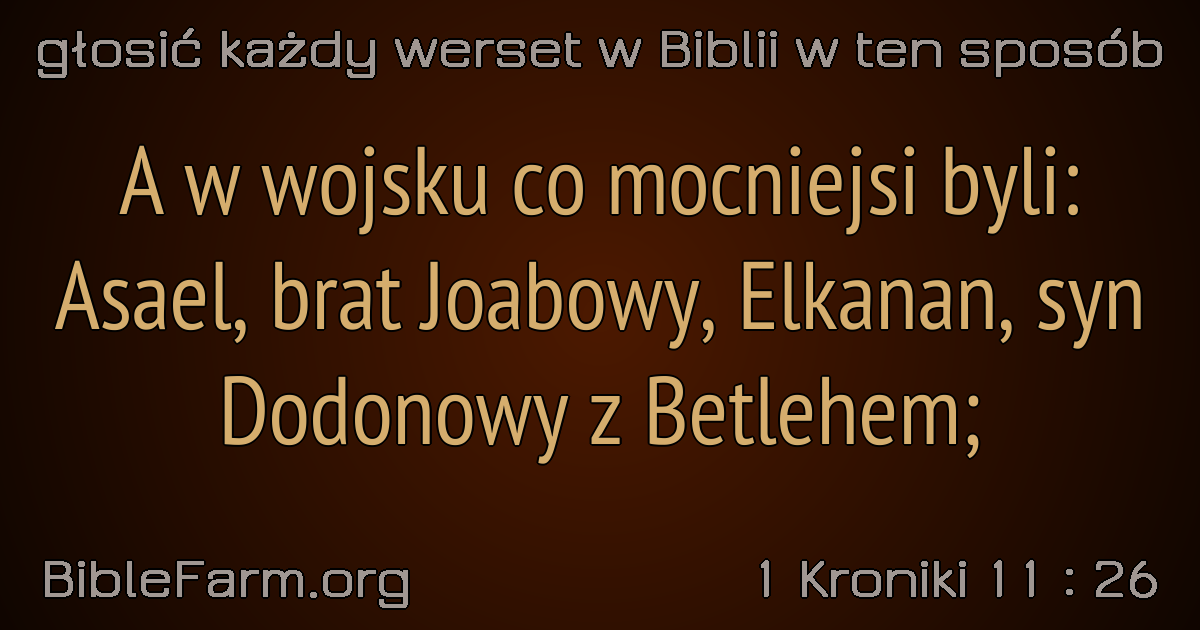 głosić każdy werset w Biblii w ten sposób
A w wojsku co mocniejsi byli:
Asael, brat Joabowy, Elkanan, syn
Dodonowy z Betlehem;
BibleFarm.org
1 Kroniki 11 : 26